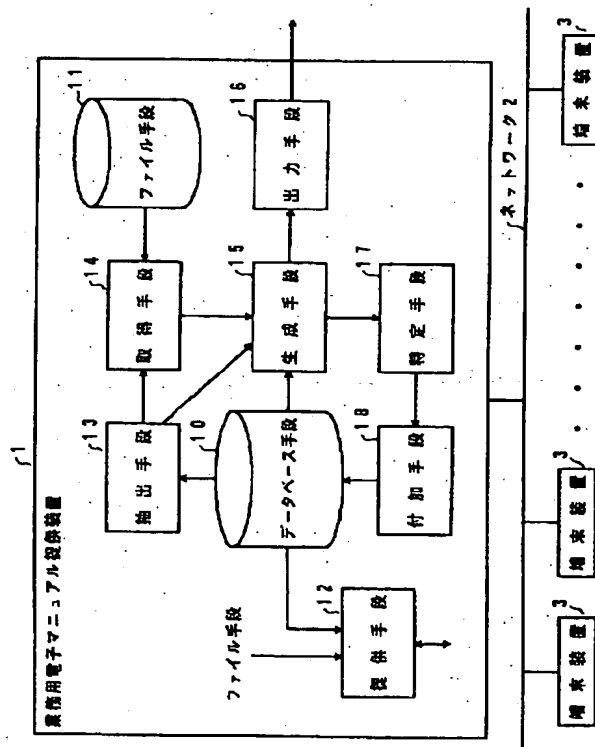 1
業務用電子マニュアル提供装置
ファイル手段
12
提供手段
10
データベース手段
13
抽出手段
14
取得手段
11
ファイル手段
15
生成手段
16
出力手段
17
特定手段
18
付加手段
ネットワーク2
3
端末装置
3
端末装置
3
端末装置